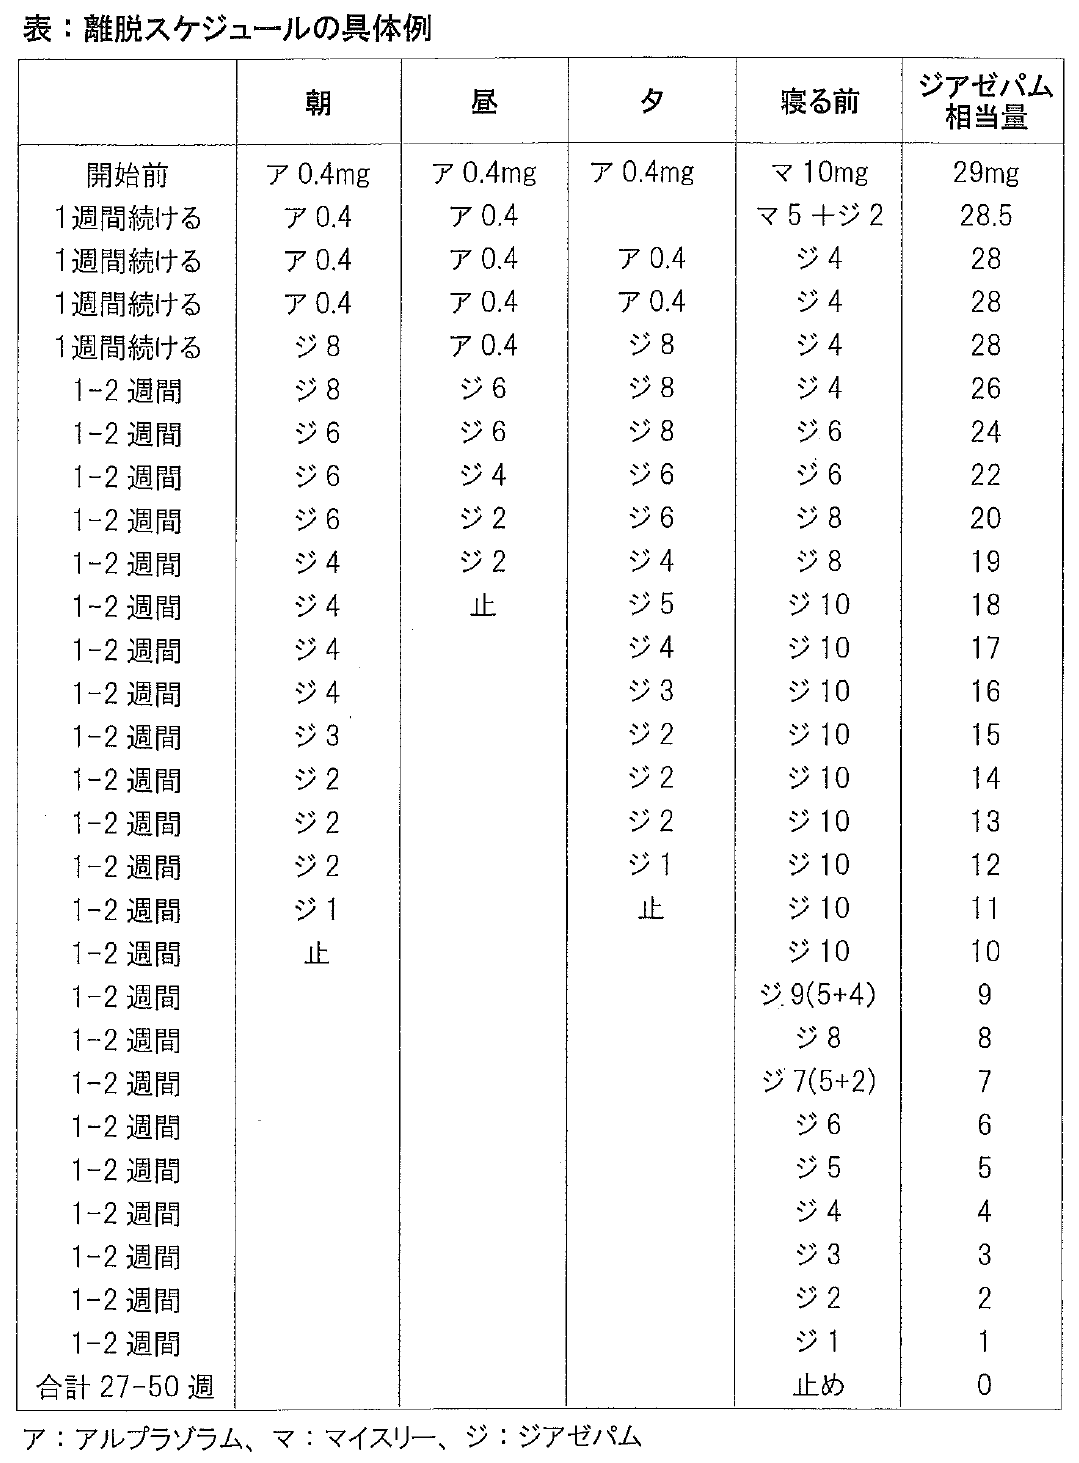 表：離脱スケジュールの具体例
朝 昼 夕 寝る前 ジアゼパム相当量
開始前 ア 0.4mg ア 0.4mg ア 0.4mg マ 10mg 29mg
1週間続ける ア 0.4 ア 0.4 マ 5 ＋ジ 2 28.5
1週間続ける ア 0.4 ア 0.4 ア 0.4 ジ 4 28
1週間続ける ア 0.4 ア 0.4 ア 0.4 ジ 4 28
1週間続ける ジ 8 ア 0.4 ジ 8 ジ 4 28
1-2 週間 ジ 8 ジ 6 ジ 8 ジ 4 26
1-2 週間 ジ 6 ジ 6 ジ 8 ジ 6 24
1-2 週間 ジ 6 ジ 4 ジ 6 ジ 6 22
1-2 週間 ジ 6 ジ 2 ジ 6 ジ 8 20
1-2 週間 ジ 4 ジ 2 ジ 4 ジ 8 19
1-2 週間 ジ 4 止 ジ 5 ジ 10 18
1-2 週間 ジ 4 ジ 4 ジ 10 17
1-2 週間 ジ 4 ジ 3 ジ 10 16
1-2 週間 ジ 3 ジ 2 ジ 10 15
1-2 週間 ジ 2 ジ 2 ジ 10 14
1-2 週間 ジ 2 ジ 2 ジ 10 13
1-2 週間 ジ 2 ジ 1 ジ 10 12
1-2 週間 ジ 1 止 ジ 10 11
1-2 週間 止 ジ 10 10
1-2 週間 ジ 9(5+4) 9
1-2 週間 ジ 8 8
1-2 週間 ジ 7(5+2) 7
1-2 週間 ジ 6 6
1-2 週間 ジ 5 5
1-2 週間 ジ 4 4
1-2 週間 ジ 3 3
1-2 週間 ジ 2 2
1-2 週間 ジ 1 1
合計 27-50 週 止め 0
ア：アルプラゾラム、マ：マイスリー、ジ：ジアゼパム